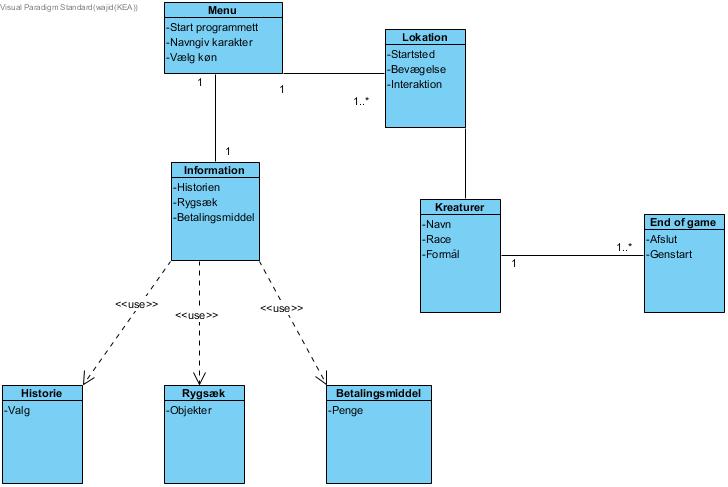 Visual Paradigm Standard(wajid(KEA))
Menu
-Start programmett
-Navngiv karakter
-Vælg køn
Lokation
-Startsted
-Bevægelse
-Interaktion
1
1
1..*
1
Information
-Historien
-Rygsæk
-Betalingsmiddel
Kreaturer
-Navn
-Race
-Formål
End of game
-Afslut
-Genstart
1
1..*
<<use>>
<<use>>
<<use>>
Historie
-Valg
Rygsæk
-Objekter
Betalingsmiddel
-Penge